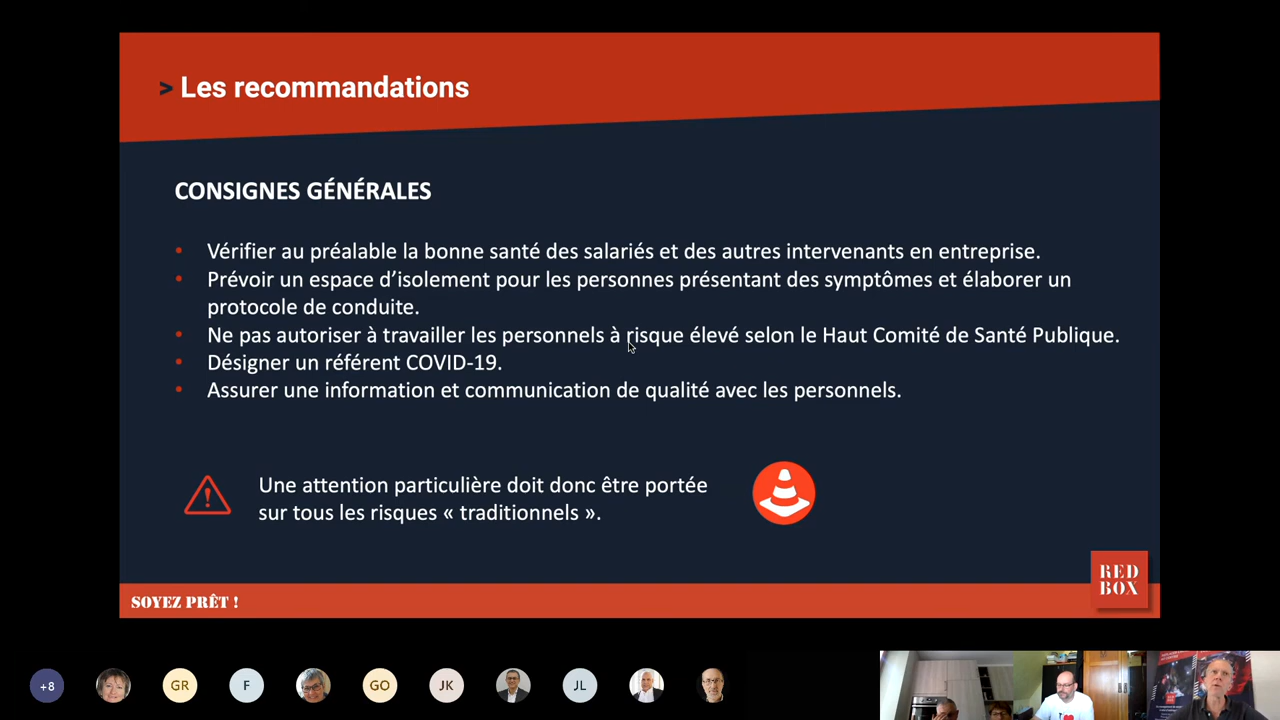 > Les recommandations
CONSIGNES GÉNÉRALES
• Vérifier au préalable la bonne santé des salariés et des autres intervenants en entreprise.
• Prévoir un espace d’isolement pour les personnes présentant des symptômes et élaborer un
protocole de conduite.
• Ne pas autoriser à travailler les personnels à risque élevé selon le Haut Comité de Santé Publique.
• Désigner un référent COVID-19.
• Assurer une information et communication de qualité avec les personnels.
Une attention particulière doit donc être portée
sur tous les risques « traditionnels ».
RED
BOX
SOYEZ PRÊT !
+8
GR
F
GO
JK
JL